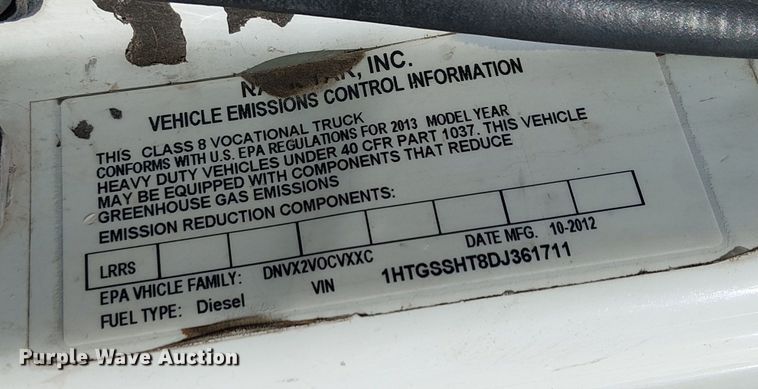 INC.
VEHICLE EMISSIONS CONTROL INFORMATION
THIS CLASS 8 VOCATIONAL TRUCK
CONFORMS WITH U.S. EPA REGULATIONS FOR 2013 MODEL YEAR
HEAVY DUTY VEHICLES UNDER 40 CFR PART 1037. THIS VEHICLE
MAY BE EQUIPPED WITH COMPONENTS THAT REDUCE
GREENHOUSE GAS EMISSIONS
EMISSION REDUCTION COMPONENTS:
LRRS
EPA VEHICLE FAMILY: DNVX2VOCVXXC DATE MFG. 10-2012
FUEL TYPE: Diesel VIN 1HTGSSHT8DJ361711
Purple Wave Auction